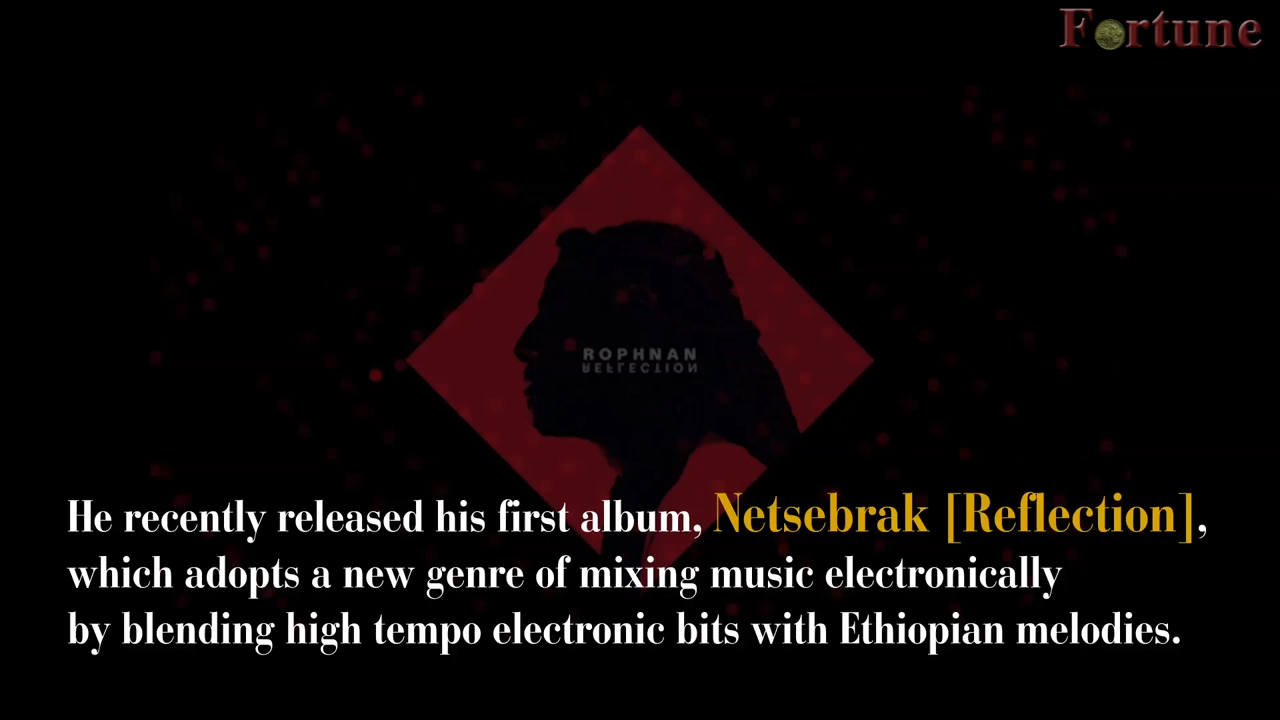 Fortune
ROPHNAN
REFLECTION
He recently released his first album, Netsebrak [Reflection],
which adopts a new genre of mixing music electronically
by blending high tempo electronic bits with Ethiopian melodies.